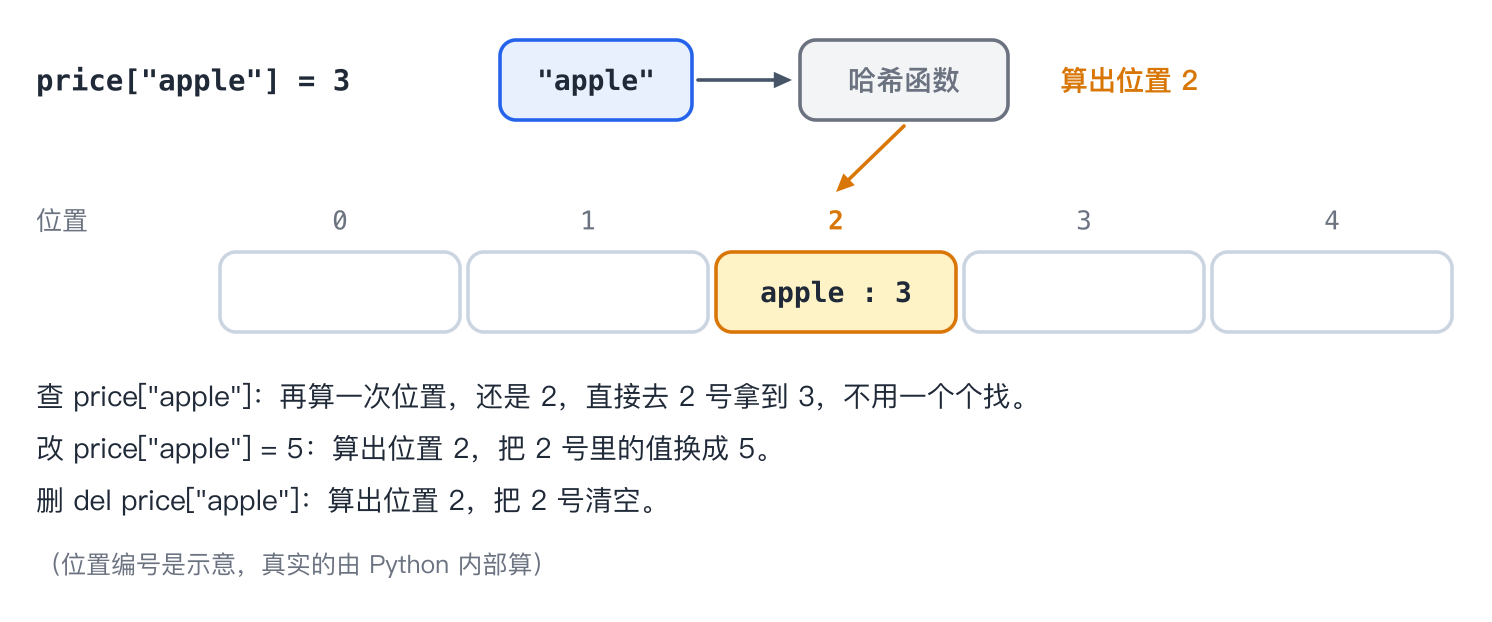 price["apple"] = 3
"apple"
哈希函数
算出位置 2
位置 0 1 2 3 4
apple : 3
查 price["apple"]：再算一次位置，还是 2，直接去 2 号拿到 3，不用一个个找。
改 price["apple"] = 5：算出位置 2，把 2 号里的值换成 5。
删 del price["apple"]：算出位置 2，把 2 号清空。
（位置编号是示意，真实的由 Python 内部算）